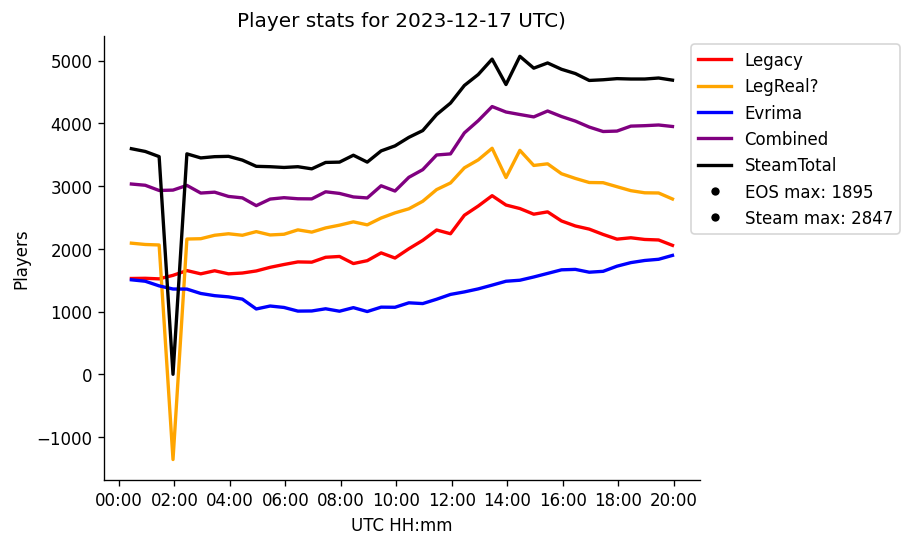 Player stats for 2023-12-17 UTC)
Players
5000
4000
3000
2000
1000
0
−1000
00:00 02:00 04:00 06:00 08:00 10:00 12:00 14:00 16:00 18:00 20:00
UTC HH:mm
Legacy
LegReal?
Evrima
Combined
SteamTotal
EOS max: 1895
Steam max: 2847